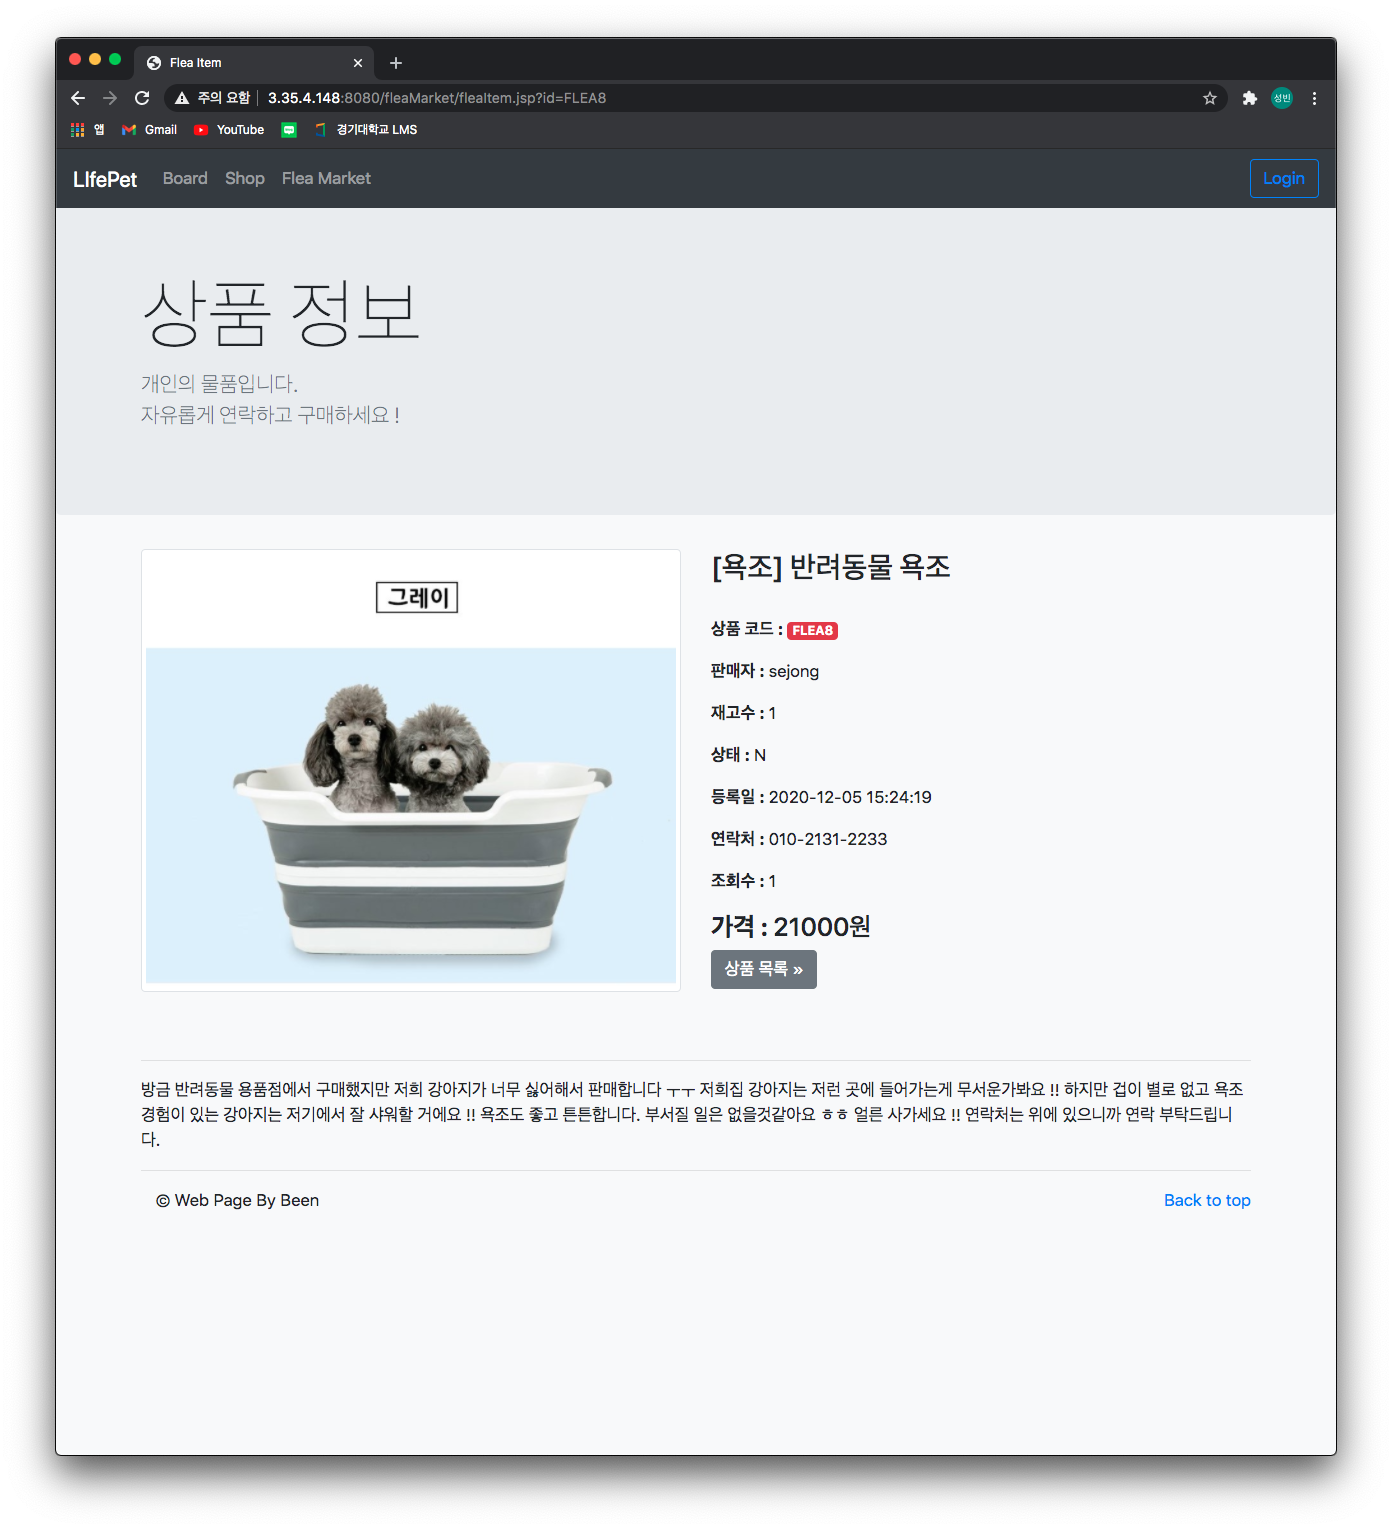 Flea Item
주의 요함 3.35.4.148:8080/fleaMarket/fleaItem.jsp?id=FLEA8
성빈
앱 Gmail YouTube 경기대학교 LMS
LIfePet Board Shop Flea Market Login
상품 정보
개인의 물품입니다.
자유롭게 연락하고 구매하세요 !
그레이
[욕조] 반려동물 욕조
상품 코드 : FLEA8
판매자 : sejong
재고수 : 1
상태 : N
등록일 : 2020-12-05 15:24:19
연락처 : 010-2131-2233
조회수 : 1
가격 : 21000원
상품 목록 »
방금 반려동물 용품점에서 구매했지만 저희 강아지가 너무 싫어해서 판매합니다 ㅜㅜ 저희집 강아지는 저런 곳에 들어가는게 무서운가봐요 !! 하지만 겁이 별로 없고 욕조
경험이 있는 강아지는 저기에서 잘 샤워할 거에요 !! 욕조도 좋고 튼튼합니다. 부서질 일은 없을것같아요 ㅎㅎ 얼른 사가세요 !! 연락처는 위에 있으니까 연락 부탁드립니
다.
© Web Page By Been Back to top